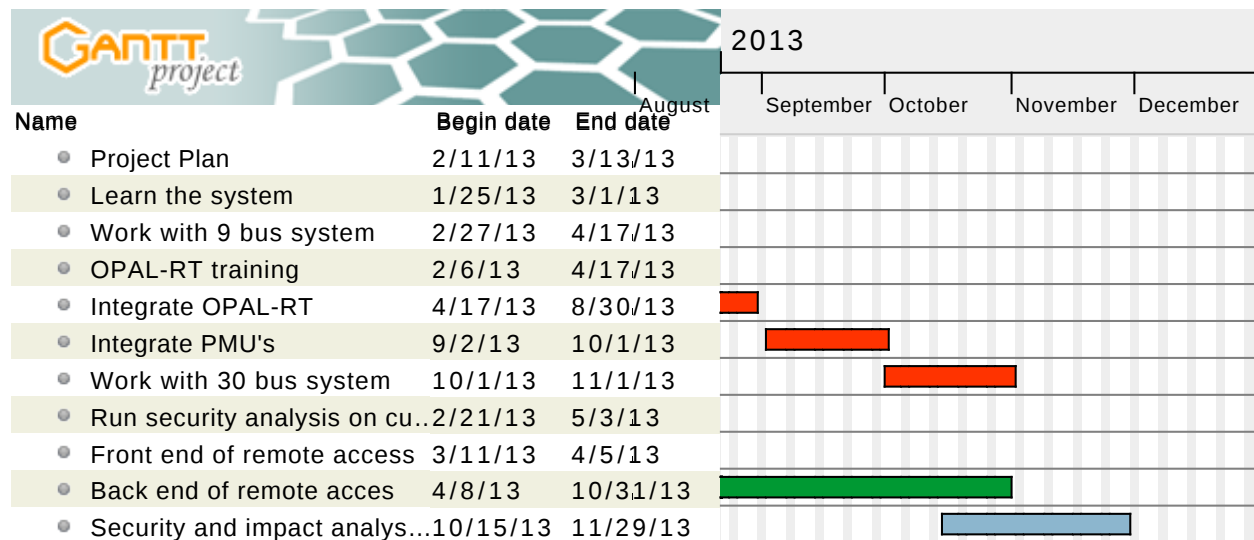 GANTT
project
2013
August September October November December
Name Begin date End date
Project Plan 2/11/13 3/13/13
Learn the system 1/25/13 3/1/13
Work with 9 bus system 2/27/13 4/17/13
OPAL-RT training 2/6/13 4/17/13
Integrate OPAL-RT 4/17/13 8/30/13
Integrate PMU's 9/2/13 10/1/13
Work with 30 bus system 10/1/13 11/1/13
Run security analysis on cu.. 2/21/13 5/3/13
Front end of remote access 3/11/13 4/5/13
Back end of remote acces 4/8/13 10/31/13
Security and impact analys... 10/15/13 11/29/13